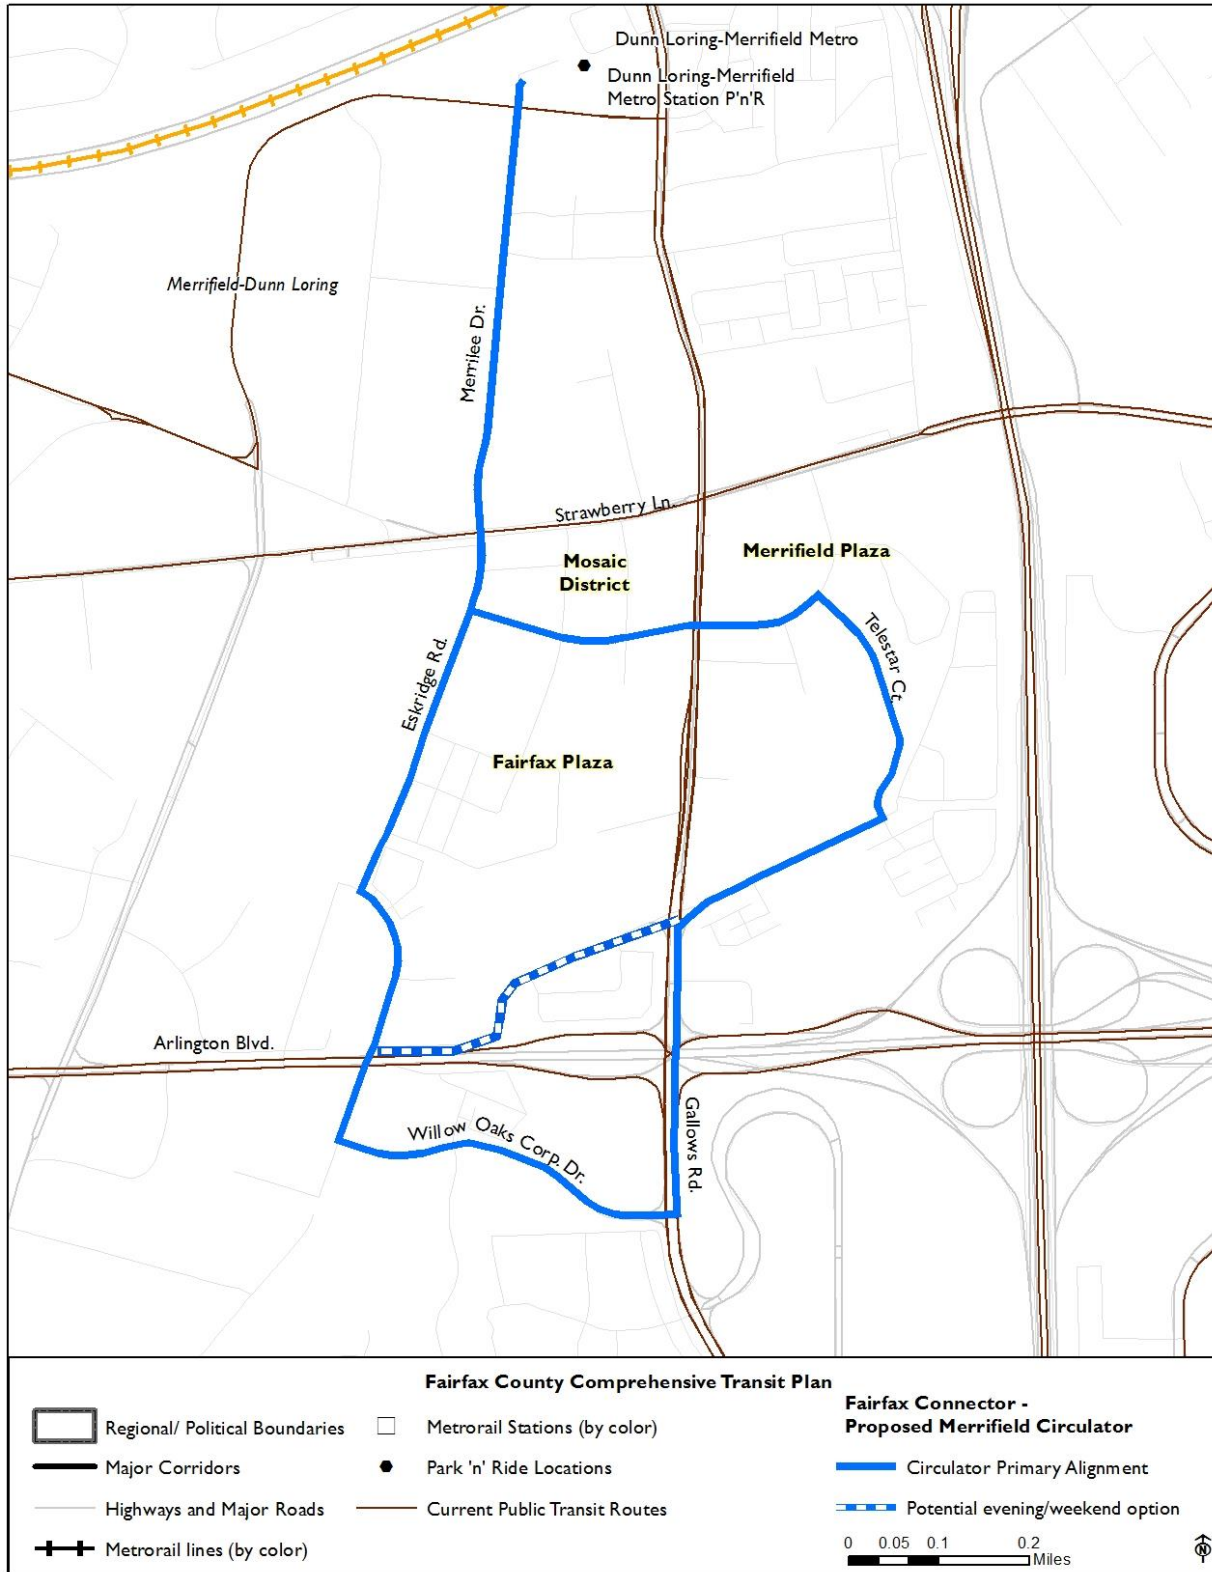 Dunn Loring-Merrifield Metro
Dunn Loring-Merrifield
Metro Station P'n'R
Merrifield-Dunn Loring
Merrilee Dr.
Strawberry Ln.
Mosaic
District
Merrifield Plaza
Telestar Ct.
Eskridge Rd.
Fairfax Plaza
Arlington Blvd.
Willow Oaks Corp. Dr.
Gallows Rd.
Fairfax County Comprehensive Transit Plan
Regional/ Political Boundaries
Major Corridors
Highways and Major Roads
Metrorail lines (by color)
Metrorail Stations (by color)
Park 'n' Ride Locations
Current Public Transit Routes
Fairfax Connector -
Proposed Merrifield Circulator
Circulator Primary Alignment
Potential evening/weekend option
0 0.05 0.1 0.2
Miles
N